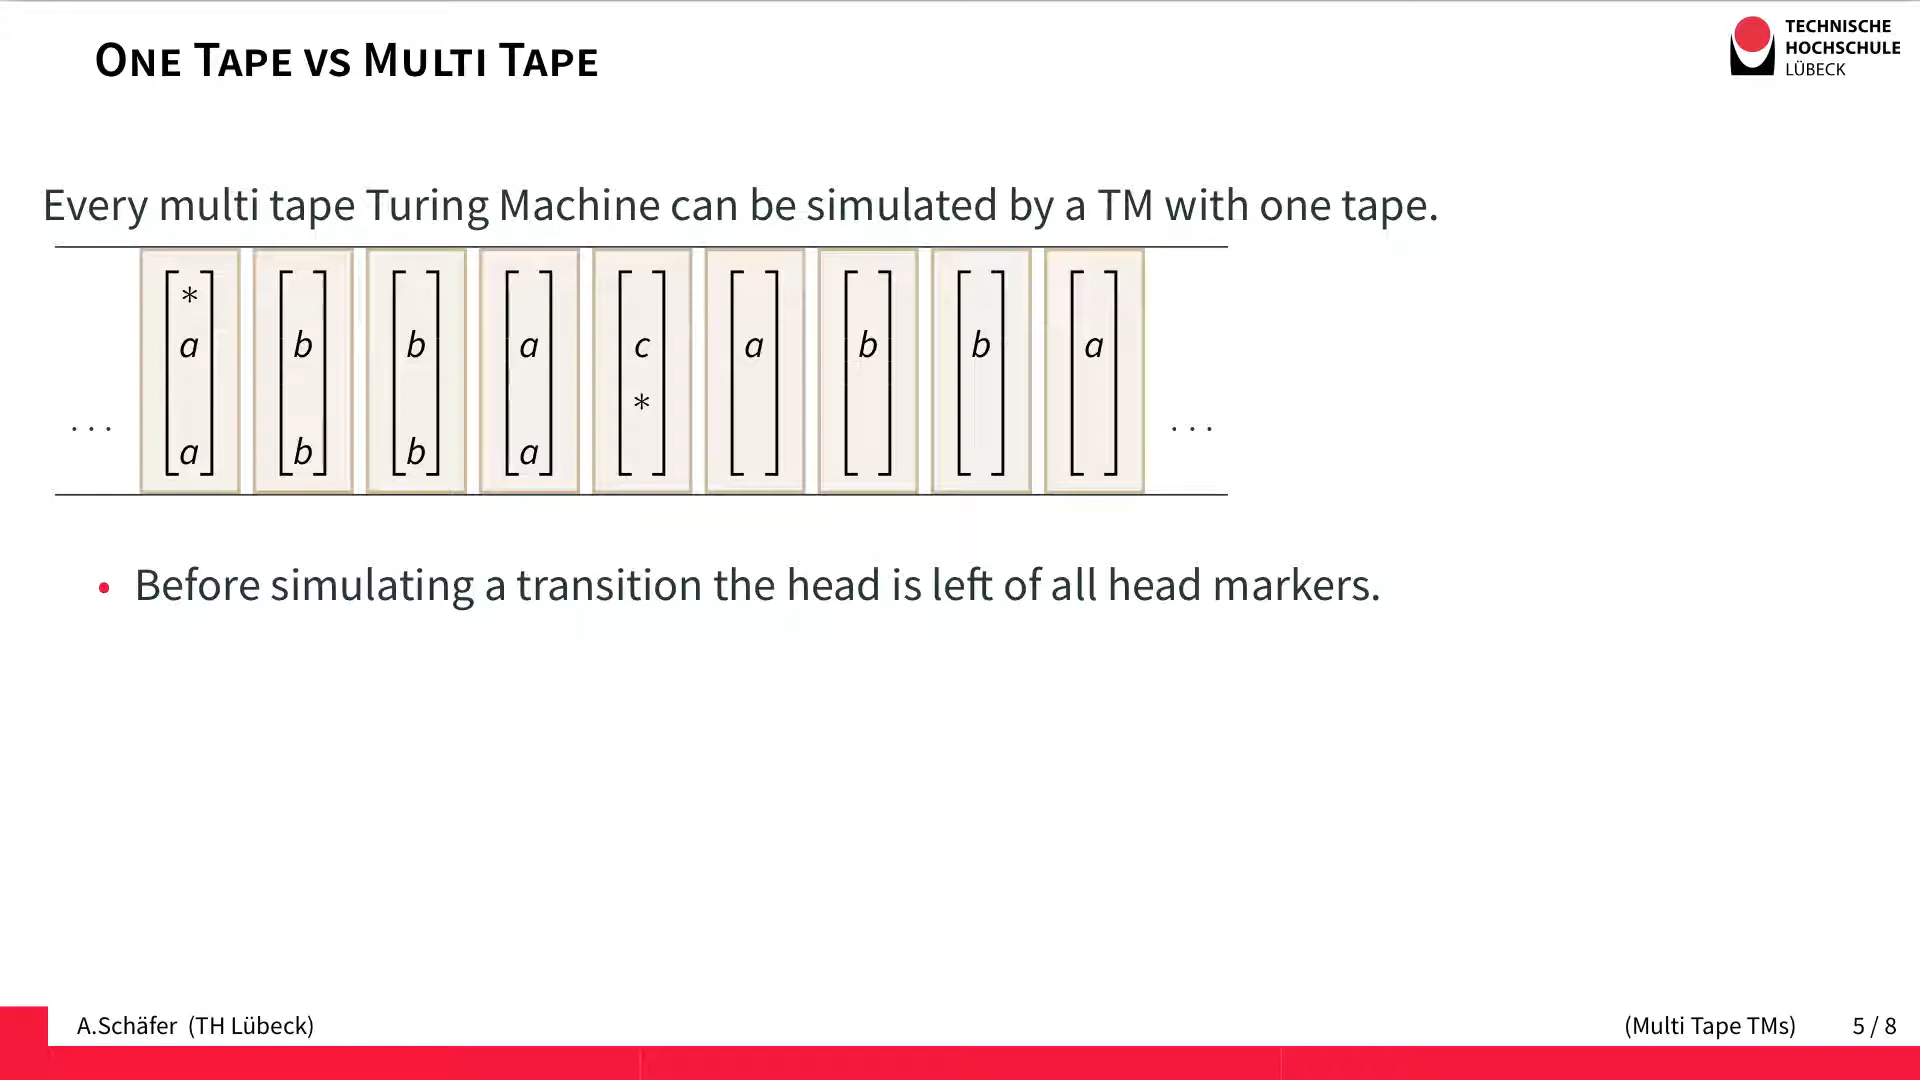 ONE TAPE VS MULTI TAPE
TECHNISCHE
HOCHSCHULE
LÜBECK
Every multi tape Turing Machine can be simulated by a TM with one tape.
*
a b b a c a b b a
*
... a b b a ...
• Before simulating a transition the head is left of all head markers.
A.Schäfer (TH Lübeck) (Multi Tape TMs) 5 / 8